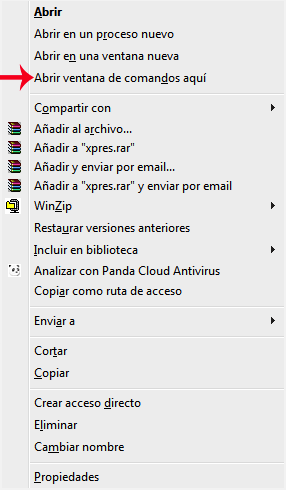 Abrir
Abrir en un proceso nuevo
Abrir en una ventana nueva
Abrir ventana de comandos aquí
Compartir con
Añadir al archivo...
Añadir a "xpres.rar"
Añadir y enviar por email...
Añadir a "xpres.rar" y enviar por email
WinZip
Restaurar versiones anteriores
Incluir en biblioteca
Analizar con Panda Cloud Antivirus
Copiar como ruta de acceso
Enviar a
Cortar
Copiar
Crear acceso directo
Eliminar
Cambiar nombre
Propiedades